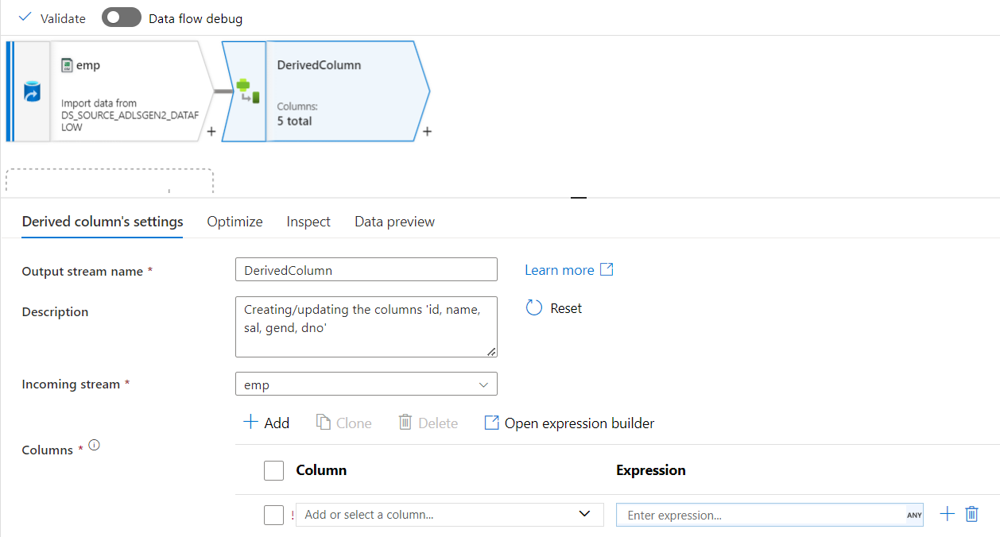 Validate
Data flow debug
emp
Import data from
DS_SOURCE_ADLSGEN2_DATAF
LOW
+
DerivedColumn
Columns:
5 total
+
Derived column's settings
Optimize
Inspect
Data preview
Output stream name *
DerivedColumn
Learn more
Description
Creating/updating the columns 'id, name,
sal, gend, dno'
Reset
Incoming stream *
emp
+ Add
Clone
Delete
Open expression builder
Columns *
Column
Expression
! Add or select a column...
Enter expression...
ANY